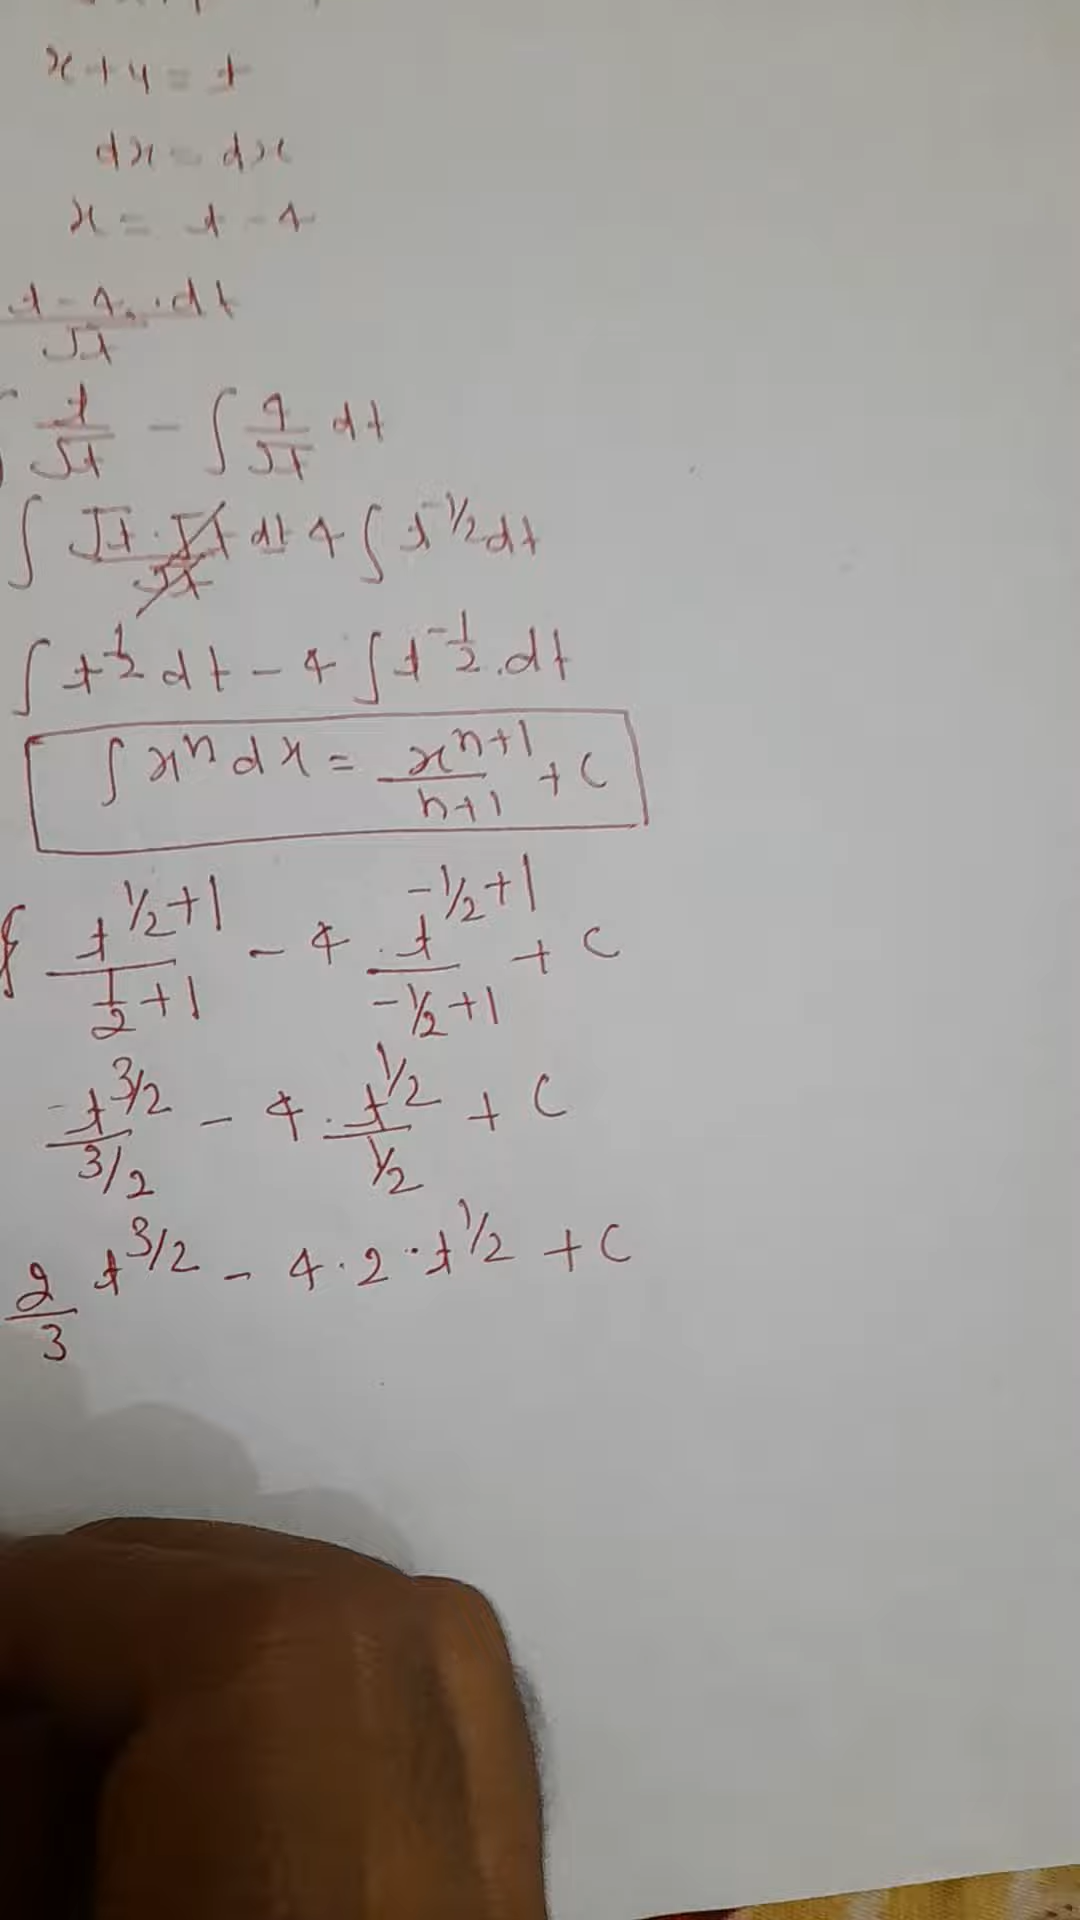 x+4 = t
dx = dx
x = t - 4
t - 4 . dt
√t
∫ t/√t - ∫ 4/√t dt
∫ √t . √t/√t dt 4 ∫ t^-1/2 dt
∫ t^1/2 dt - 4 ∫ t^-1/2 . dt
∫ x^n dx = x^n+1/n+1 + C
t^1/2+1/1/2+1 - 4 . t^-1/2+1/-1/2+1 + C
t^3/2/3/2 - 4 . t^1/2/1/2 + C
2/3 t^3/2 - 4 . 2 . t^1/2 + C